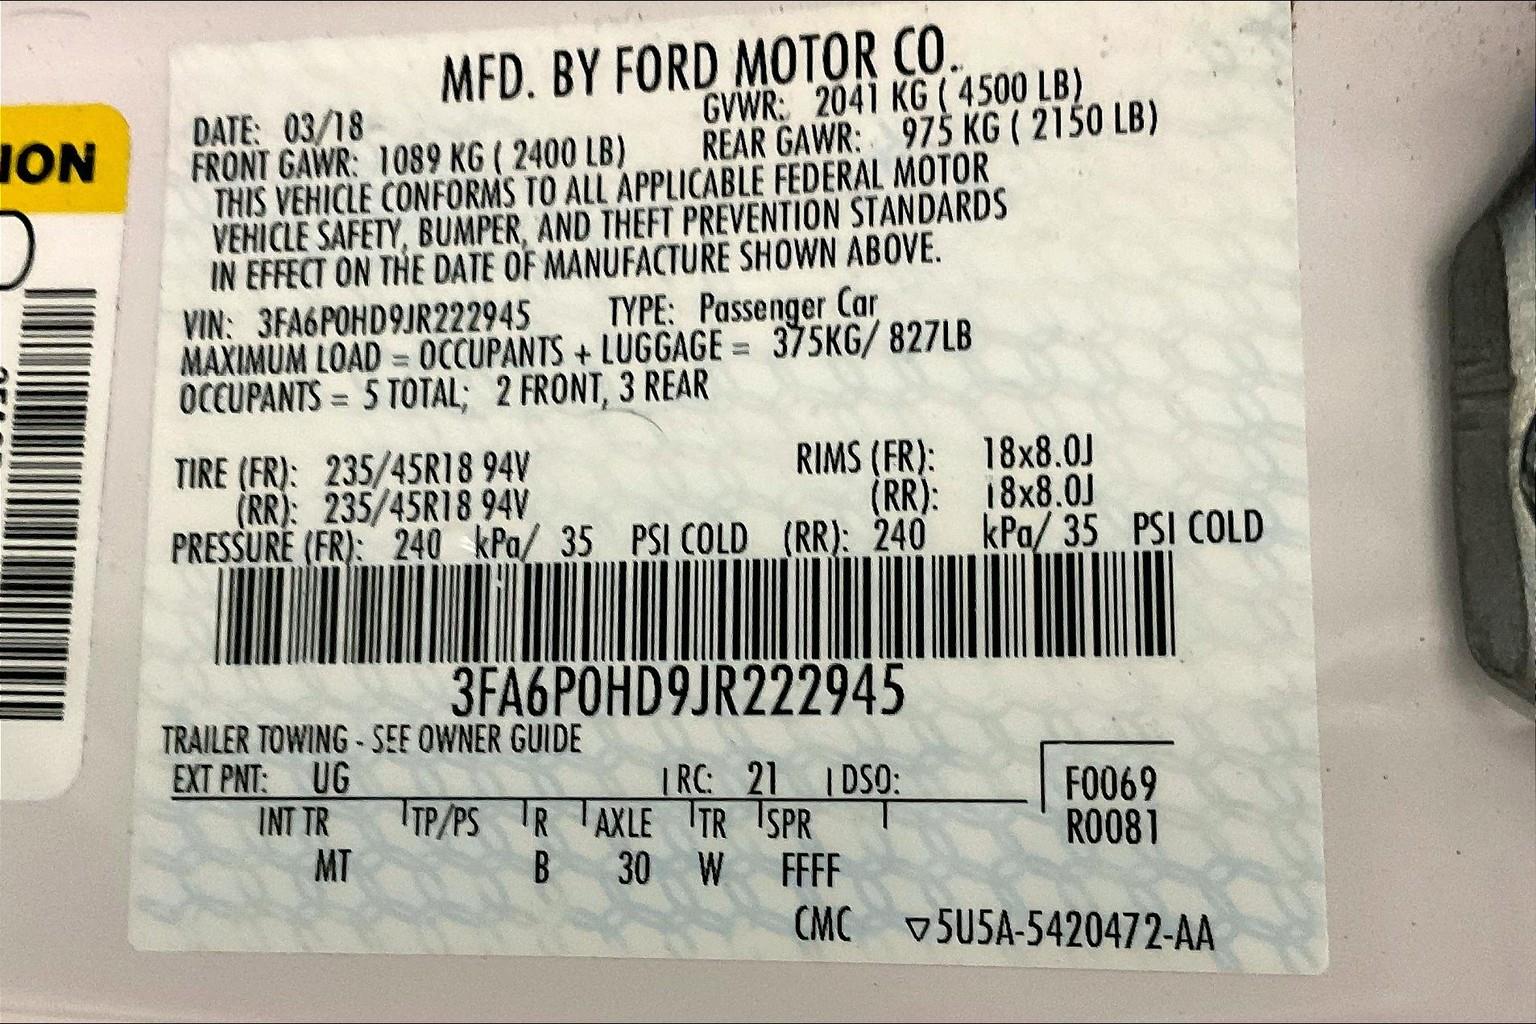 MFD. BY FORD MOTOR CO.
DATE: 03/18 GVWR: 2041 KG ( 4500 LB)
FRONT GAWR: 1089 KG ( 2400 LB) REAR GAWR: 975 KG ( 2150 LB)
THIS VEHICLE CONFORMS TO ALL APPLICABLE FEDERAL MOTOR
VEHICLE SAFETY, BUMPER, AND THEFT PREVENTION STANDARDS
IN EFFECT ON THE DATE OF MANUFACTURE SHOWN ABOVE.
VIN: 3FA6P0HD9JR222945 TYPE: Passenger Car
MAXIMUM LOAD = OCCUPANTS + LUGGAGE = 375KG/ 827LB
OCCUPANTS = 5 TOTAL; 2 FRONT, 3 REAR
TIRE (FR): 235/45R18 94V RIMS (FR): 18x8.0J
(RR): 235/45R18 94V (RR): 18x8.0J
PRESSURE (FR): 240 kPa/ 35 PSI COLD (RR): 240 kPa/ 35 PSI COLD
3FA6P0HD9JR222945
TRAILER TOWING - SEE OWNER GUIDE
EXT PNT: UG RC: 21 DSO: F0069
INT TR TP/PS R AXLE TR SPR R0081
MT B 30 W FFFF
CMC ▽5U5A-5420472-AA
ION